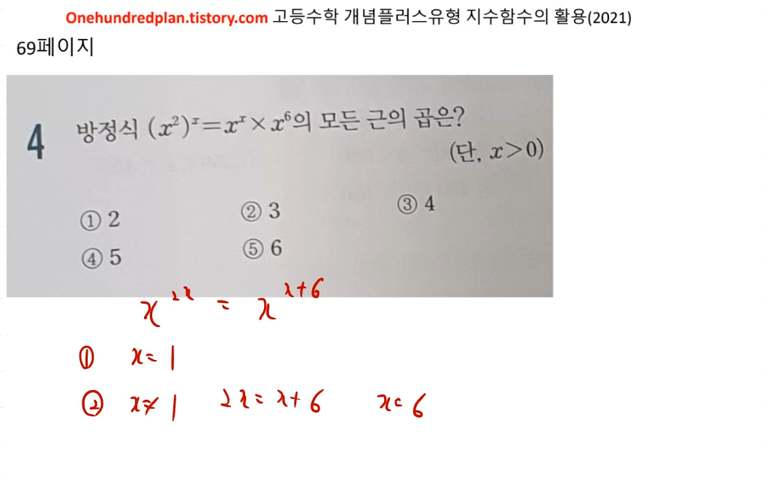 Onehundredplan.tistory.com 고등수학 개념플러스유형 지수함수의 활용(2021)
69페이지
4 방정식 (x²)ˣ=xˣ×x⁶의 모든 근의 곱은?
(단, x>0)
① 2 ② 3 ③ 4
④ 5 ⑤ 6
x²ˣ = xˣ⁺⁶
① x=1
② x≠1 2x=x+6 x=6